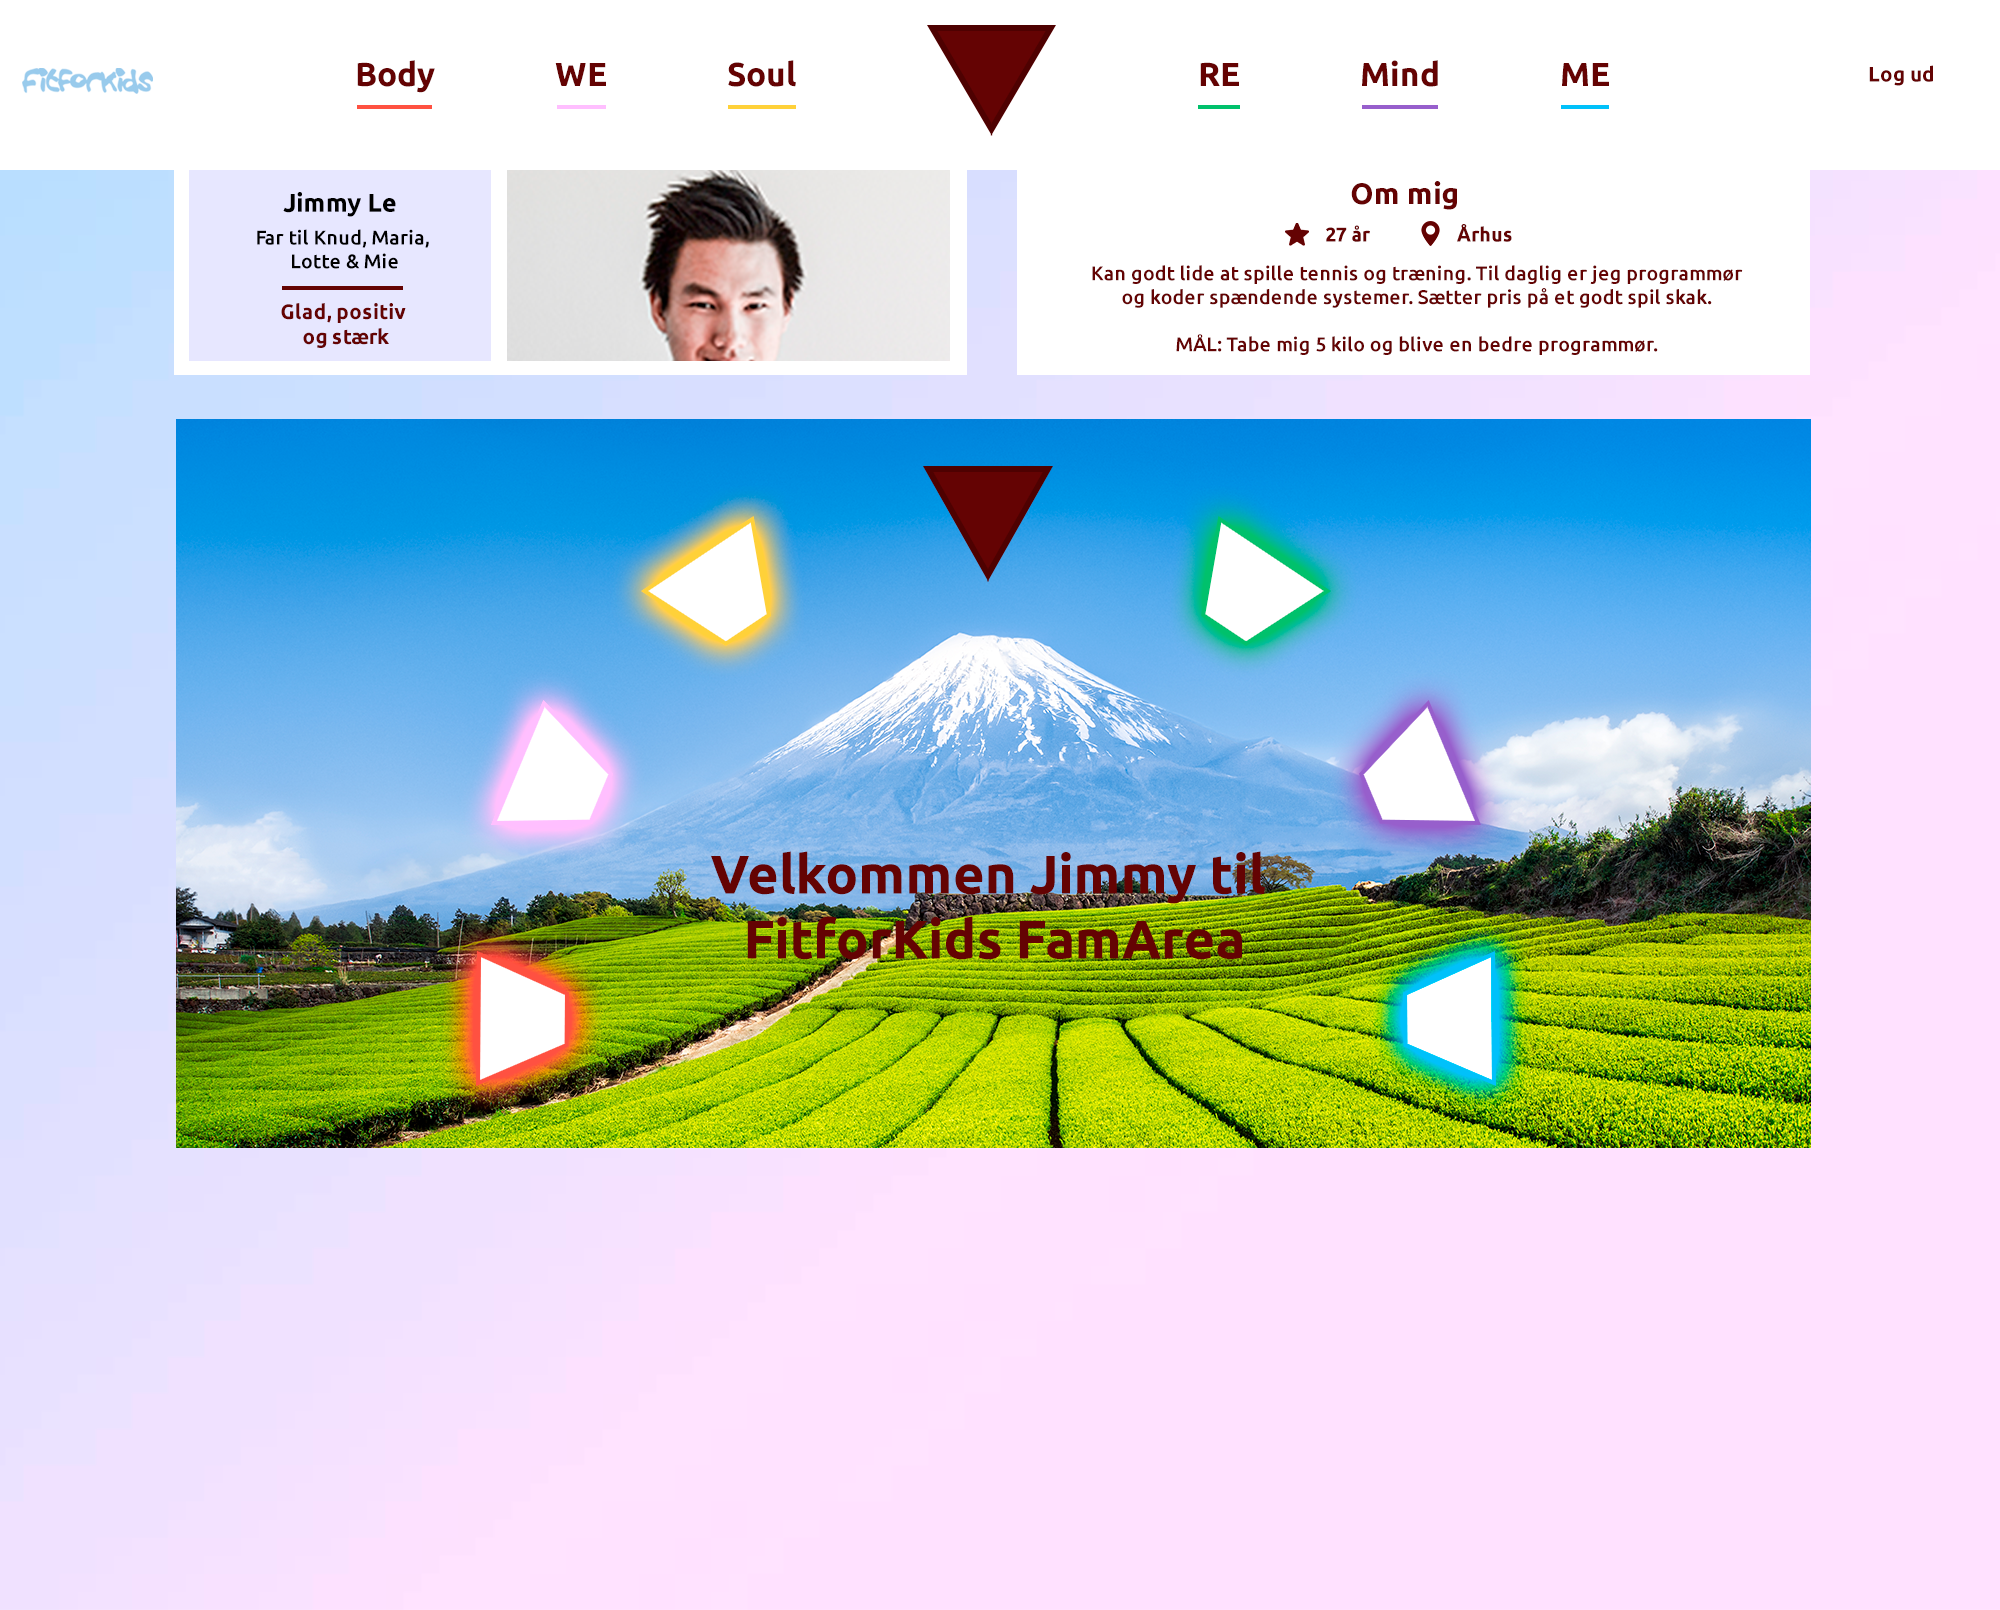 FitforKids
Body
WE
Soul
RE
Mind
ME
Log ud
Jimmy Le
Far til Knud, Maria,
Lotte & Mie
Glad, positiv
og stærk
Om mig
27 år
Århus
Kan godt lide at spille tennis og træning. Til daglig er jeg programmør
og koder spændende systemer. Sætter pris på et godt spil skak.
MÅL: Tabe mig 5 kilo og blive en bedre programmør.
Velkommen Jimmy til
FitforKids FamArea